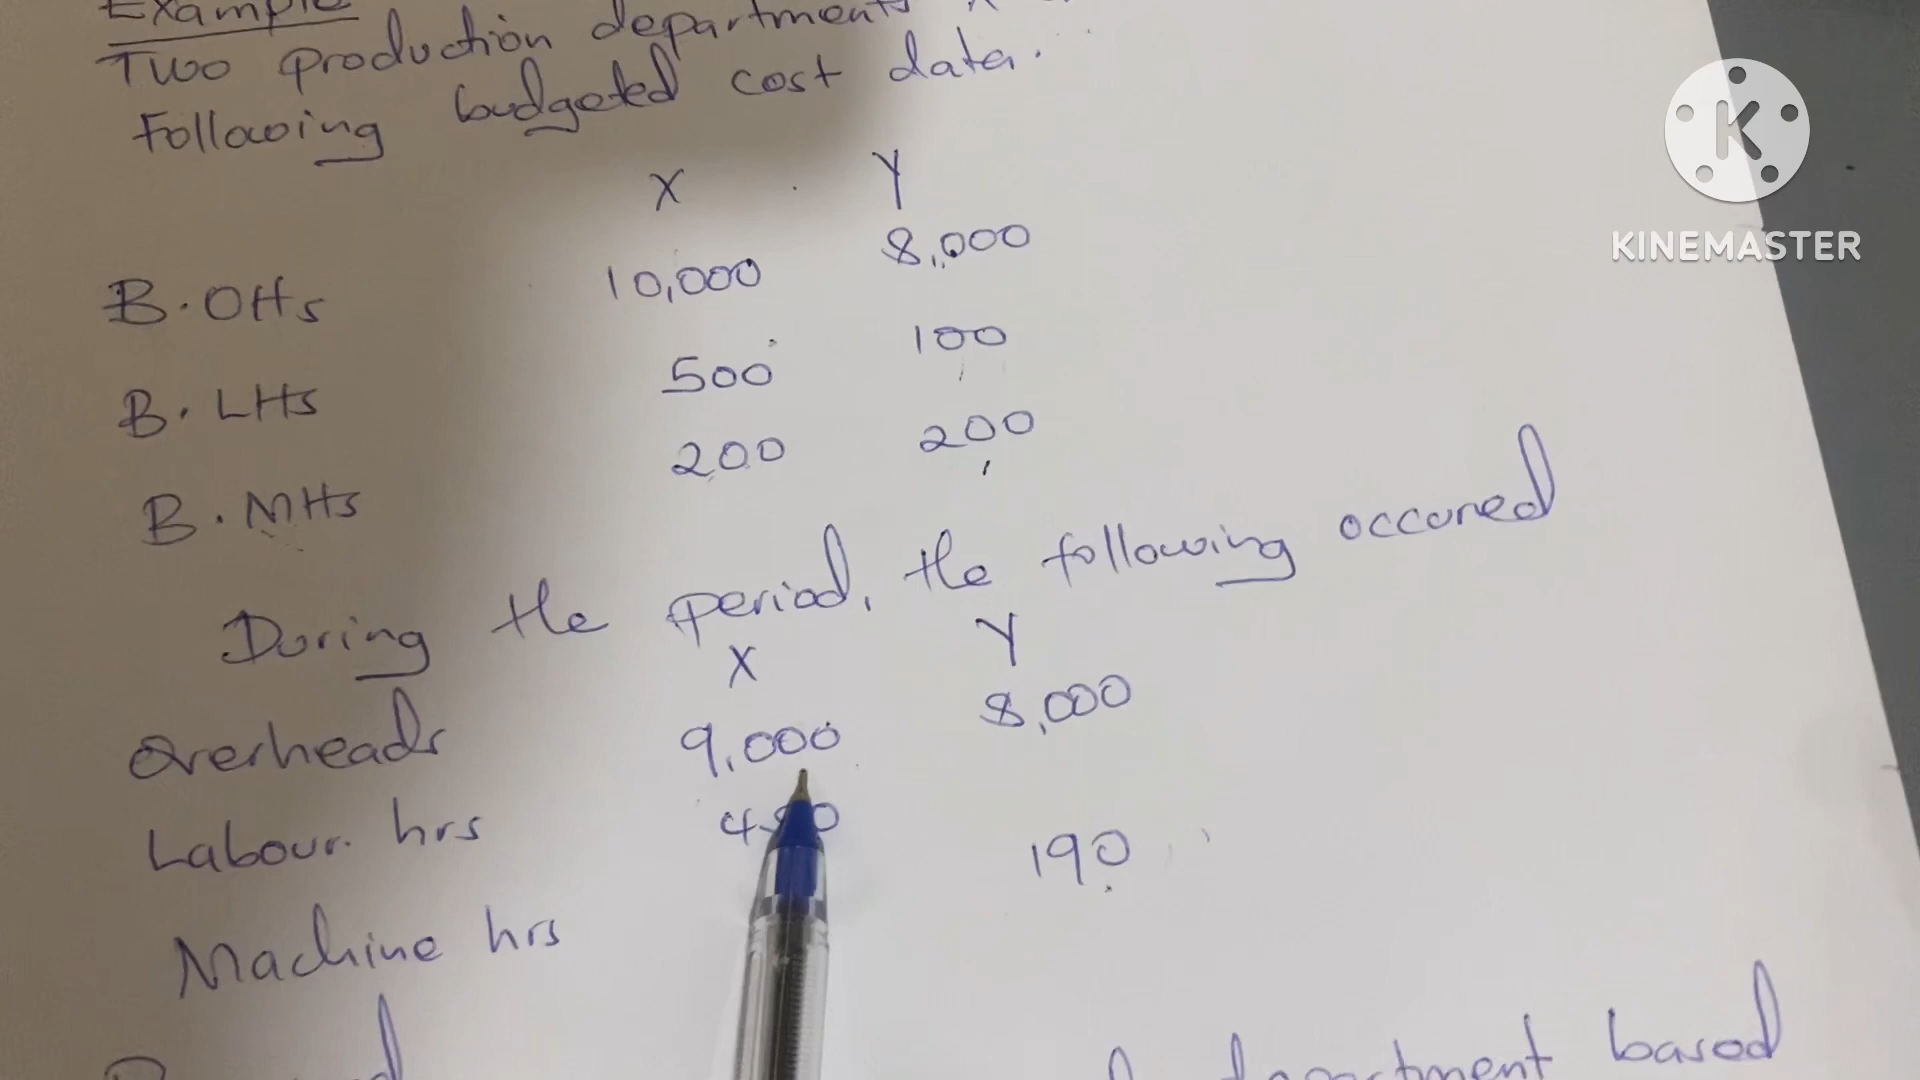 Example
Two production departments X
Following budgeted cost data.
X Y
B. OHs 10,000 8,000
B. LHs 500 100
B. MHs 200 200
During the period, the following occured
X Y
Overheads 9,000 8,000
Labour hrs
Machine hrs 190
department based
K
KINEMASTER